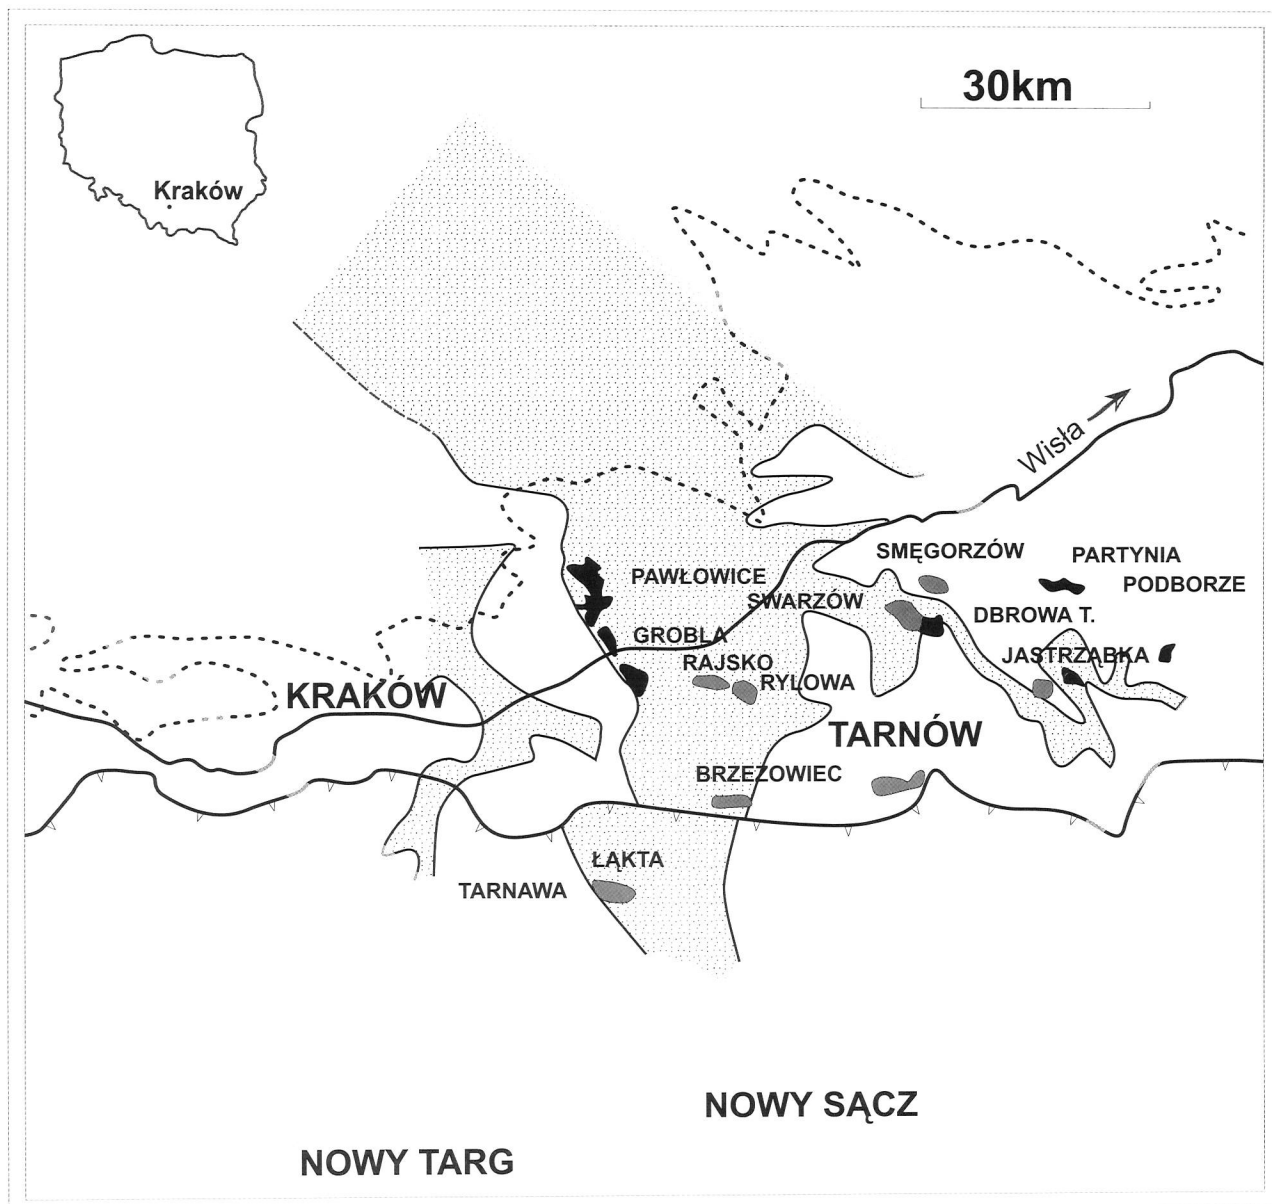 30km
Kraków
Wisła
SMĘGORZÓW
PARTYNIA
PAWŁOWICE
PODBORZE
SWARZÓW
DBROWA T.
GROBLA
JASTRZĄBKA
RAJSKO
RYLOWA
KRAKÓW
TARNÓW
BRZEZOWIEC
ŁĄKTA
TARNAWA
NOWY SĄCZ
NOWY TARG